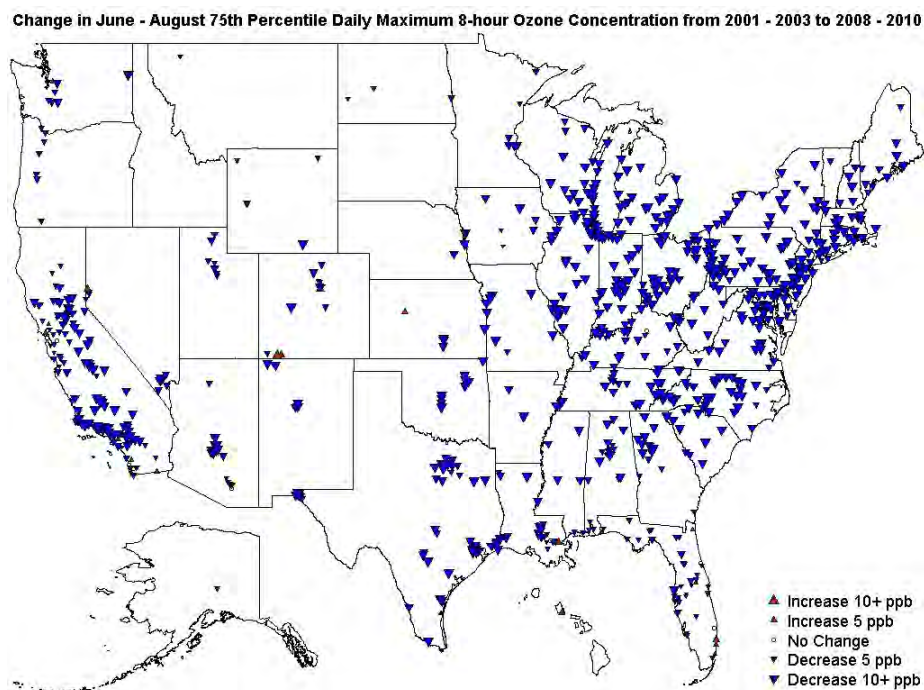 Change in June - August 75th Percentile Daily Maximum 8-hour Ozone Concentration from 2001 - 2003 to 2008 - 2010
Increase 10+ ppb
Increase 5 ppb
No Change
Decrease 5 ppb
Decrease 10+ ppb